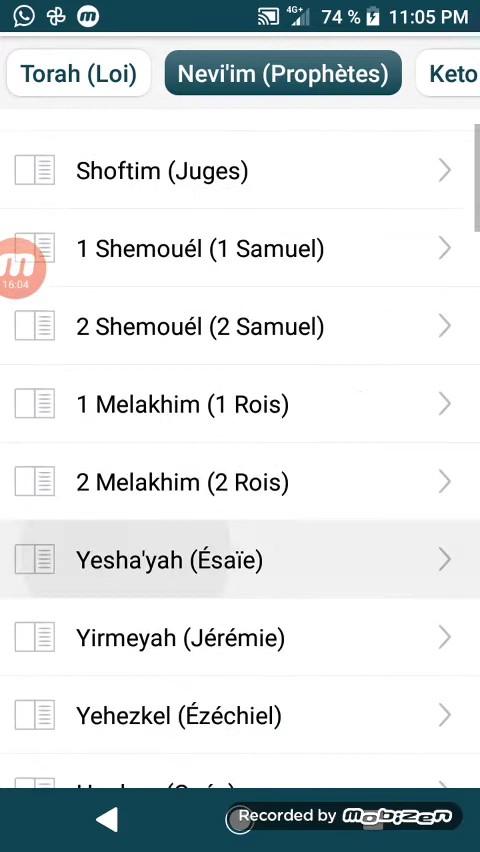 4G+ 74 % 11:05 PM
Torah (Loi) Nevi'im (Prophètes) Keto
Shoftim (Juges)
1 Shemouél (1 Samuel)
16:04
2 Shemouél (2 Samuel)
1 Melakhim (1 Rois)
2 Melakhim (2 Rois)
Yesha'yah (Ésaïe)
Yirmeyah (Jérémie)
Yehezkel (Ézéchiel)
Recorded by mobizen